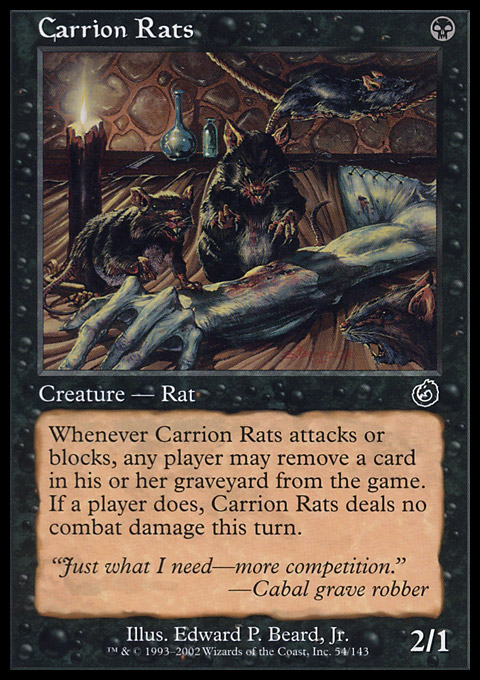 Carrion Rats
Creature — Rat
Whenever Carrion Rats attacks or
blocks, any player may remove a card
in his or her graveyard from the game.
If a player does, Carrion Rats deals no
combat damage this turn.
“Just what I need—more competition.”
—Cabal grave robber
Illus. Edward P. Beard, Jr.
™ & © 1993–2002 Wizards of the Coast, Inc. 54/143
2/1